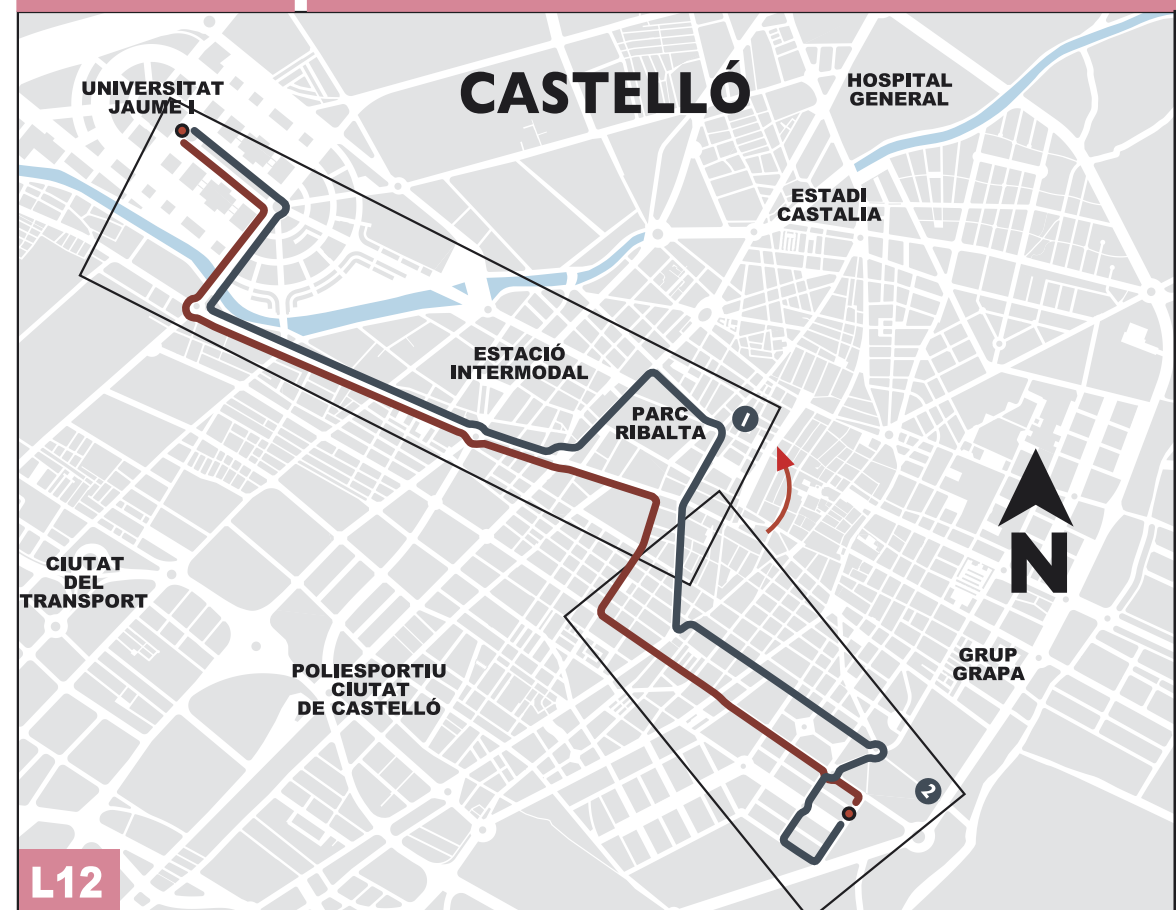 CASTELLÓ
UNIVERSITAT
JAUME I
HOSPITAL
GENERAL
ESTADI
CASTALIA
ESTACIÓ
INTERMODAL
PARC
RIBALTA
1
N
CIUTAT
DEL
TRANSPORT
POLIESPORTIU
CIUTAT
DE CASTELLÓ
GRUP
GRAPA
2
L12